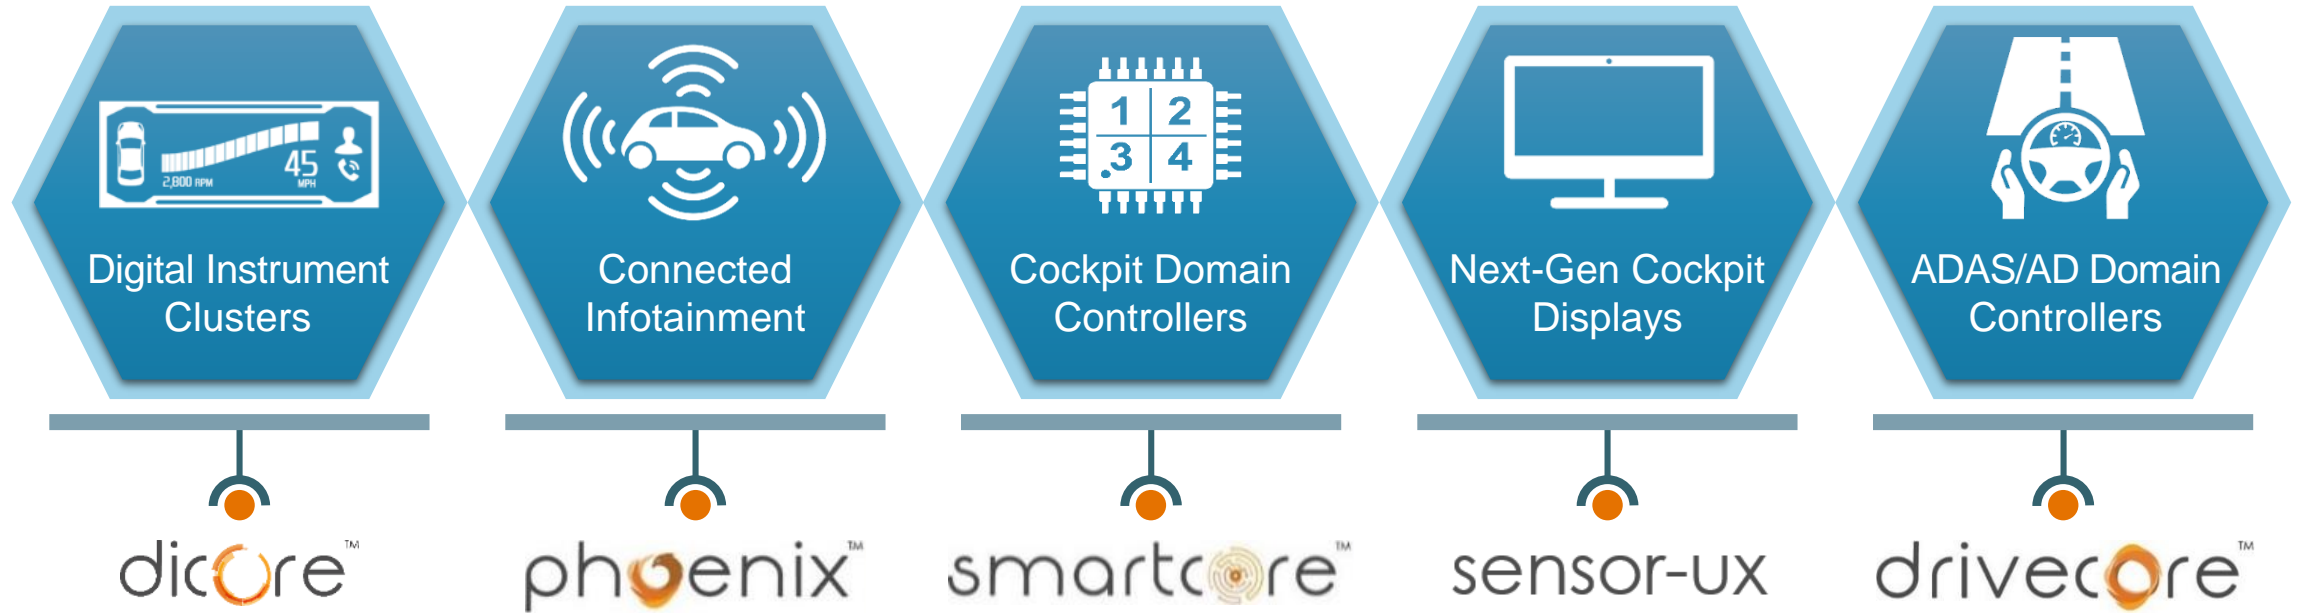 2,800 RPM
45
MPH
Digital Instrument
Clusters
dicore™
Connected
Infotainment
phoenix™
1 2
.3 4
Cockpit Domain
Controllers
smartcore™
Next-Gen Cockpit
Displays
sensor-ux
ADAS/AD Domain
Controllers
drivecore™